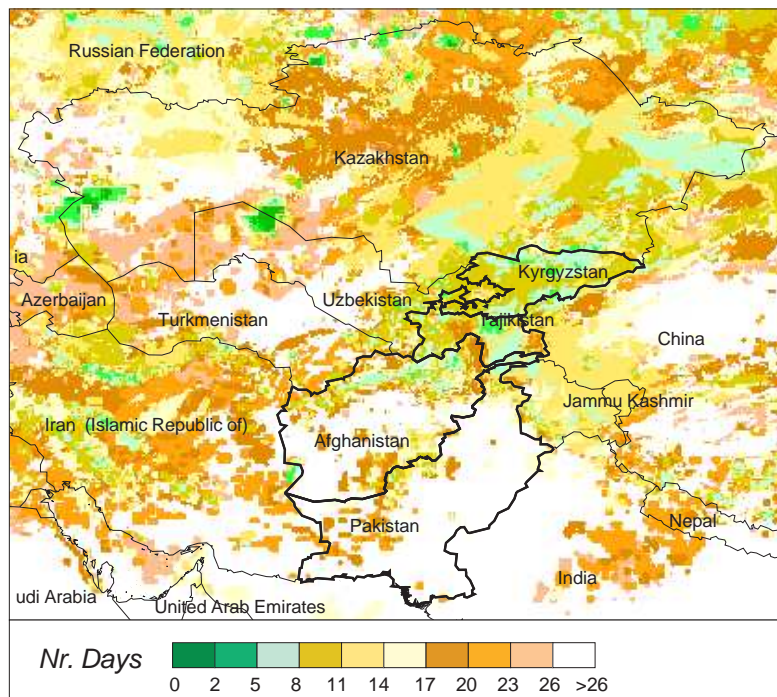 Russian Federation
Kazakhstan
ia
Kyrgyzstan
Azerbaijan
Uzbekistan
Turkmenistan
Tajikistan
China
Jammu Kashmir
Iran (Islamic Republic of)
Afghanistan
Pakistan
Nepal
India
udi Arabia
United Arab Emirates
Nr. Days
0 2 5 8 11 14 17 20 23 26 >26